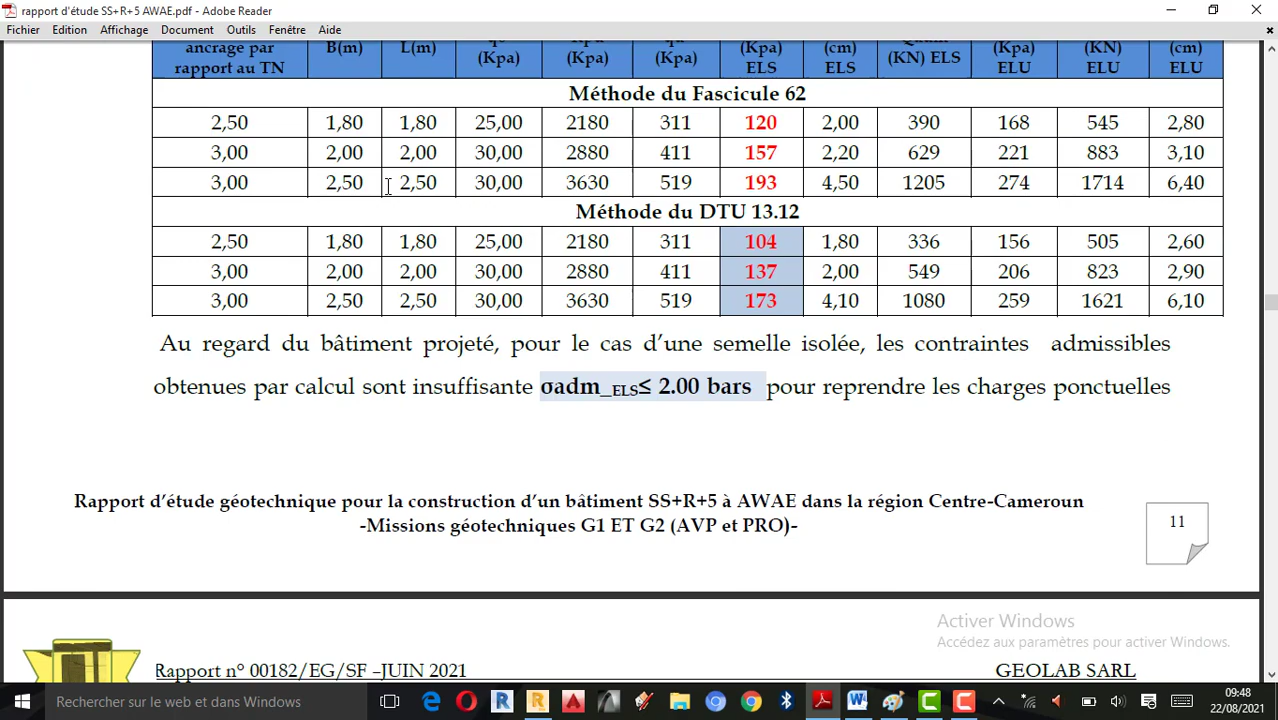 rapport d'étude SS+R+5 AWAE.pdf - Adobe Reader
Fichier Edition Affichage Document Outils Fenêtre Aide
ancrage par rapport au TN B(m) L(m) (Kpa) (Kpa) (Kpa) (Kpa) ELS (cm) ELS (KN) ELS (Kpa) ELU (KN) ELU (cm) ELU
Méthode du Fascicule 62
2,50 1,80 1,80 25,00 2180 311 120 2,00 390 168 545 2,80
3,00 2,00 2,00 30,00 2880 411 157 2,20 629 221 883 3,10
3,00 2,50 2,50 30,00 3630 519 193 4,50 1205 274 1714 6,40
Méthode du DTU 13.12
2,50 1,80 1,80 25,00 2180 311 104 1,80 336 156 505 2,60
3,00 2,00 2,00 30,00 2880 411 137 2,00 549 206 823 2,90
3,00 2,50 2,50 30,00 3630 519 173 4,10 1080 259 1621 6,10
Au regard du bâtiment projeté, pour le cas d'une semelle isolée, les contraintes admissibles
obtenues par calcul sont insuffisante σadm_ELS≤ 2.00 bars pour reprendre les charges ponctuelles
Rapport d'étude géotechnique pour la construction d'un bâtiment SS+R+5 à AWAE dans la région Centre-Cameroun
-Missions géotechniques G1 ET G2 (AVP et PRO)-
11
Activer Windows
Accédez aux paramètres pour activer Windows.
Rapport n° 00182/EG/SF –JUIN 2021 GEOLAB SARL
Rechercher sur le web et dans Windows
09:48
22/08/2021